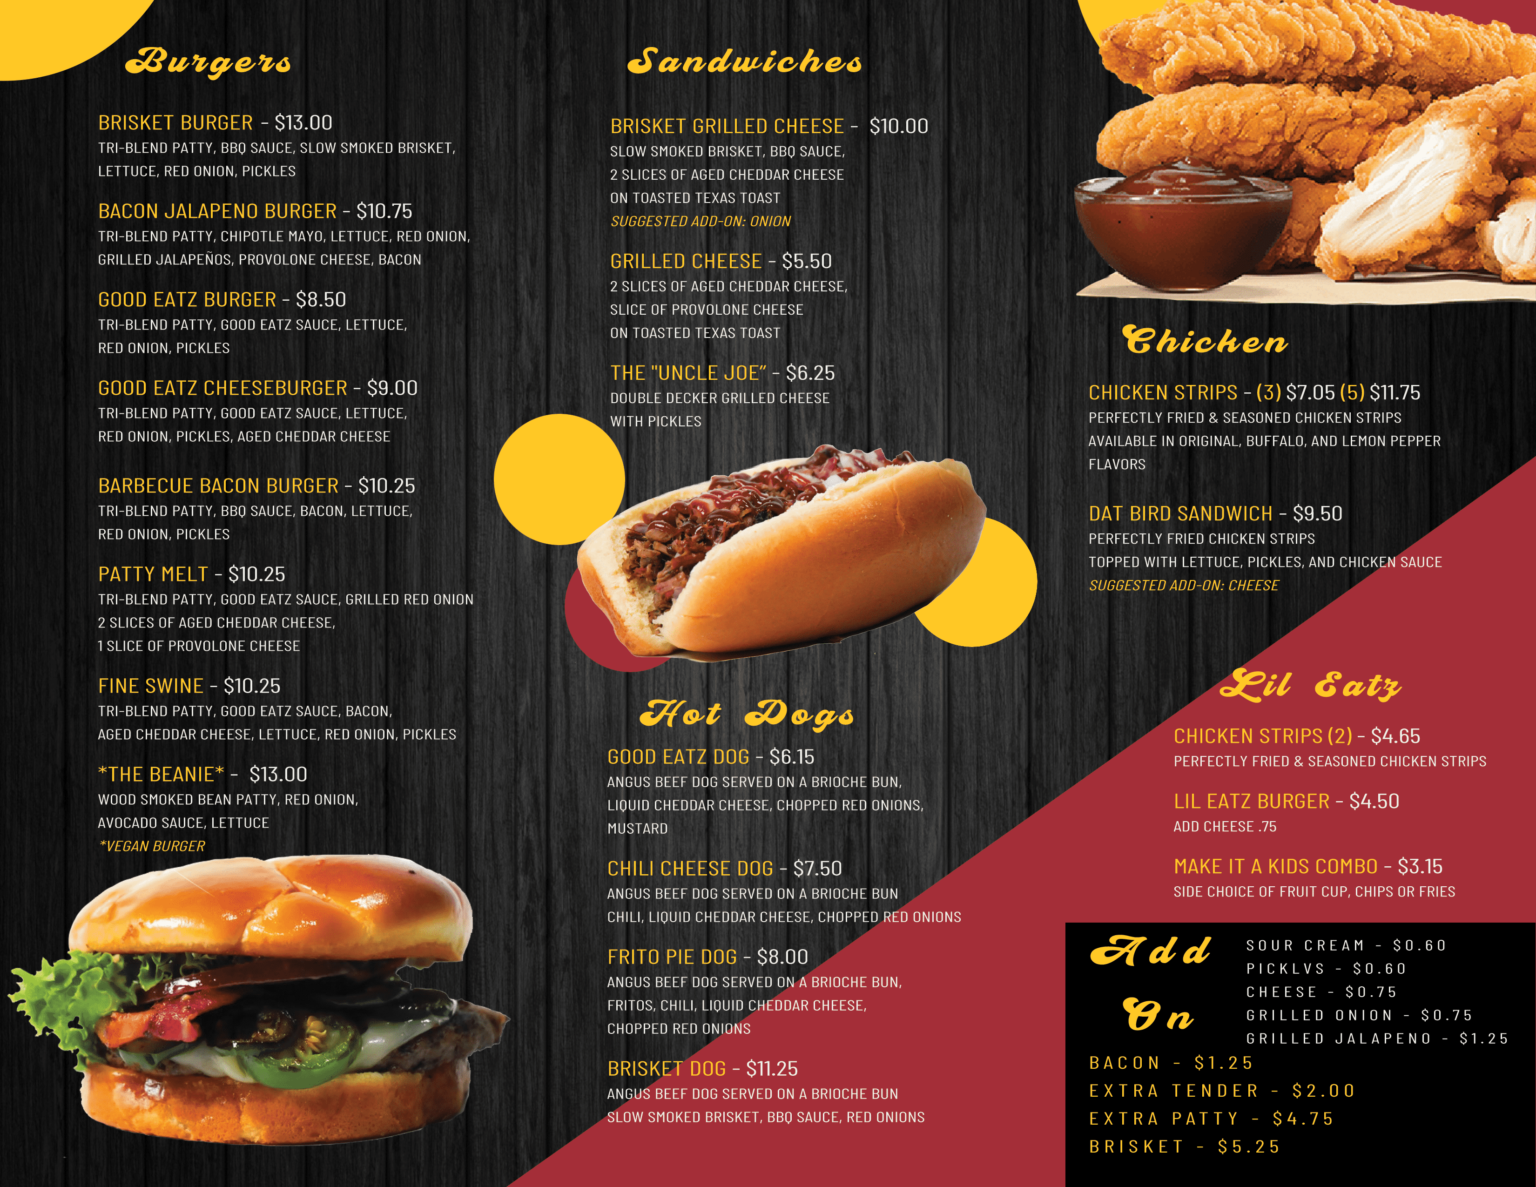 Burgers
BRISKET BURGER - $13.00
TRI-BLEND PATTY, BBQ SAUCE, SLOW SMOKED BRISKET,
LETTUCE, RED ONION, PICKLES
BACON JALAPENO BURGER - $10.75
TRI-BLEND PATTY, CHIPOTLE MAYO, LETTUCE, RED ONION,
GRILLED JALAPEÑOS, PROVOLONE CHEESE, BACON
GOOD EATZ BURGER - $8.50
TRI-BLEND PATTY, GOOD EATZ SAUCE, LETTUCE,
RED ONION, PICKLES
GOOD EATZ CHEESEBURGER - $9.00
TRI-BLEND PATTY, GOOD EATZ SAUCE, LETTUCE,
RED ONION, PICKLES, AGED CHEDDAR CHEESE
BARBECUE BACON BURGER - $10.25
TRI-BLEND PATTY, BBQ SAUCE, BACON, LETTUCE,
RED ONION, PICKLES
PATTY MELT - $10.25
TRI-BLEND PATTY, GOOD EATZ SAUCE, GRILLED RED ONION
2 SLICES OF AGED CHEDDAR CHEESE,
1 SLICE OF PROVOLONE CHEESE
FINE SWINE - $10.25
TRI-BLEND PATTY, GOOD EATZ SAUCE, BACON,
AGED CHEDDAR CHEESE, LETTUCE, RED ONION, PICKLES
*THE BEANIE* - $13.00
WOOD SMOKED BEAN PATTY, RED ONION,
AVOCADO SAUCE, LETTUCE
*VEGAN BURGER
Sandwiches
BRISKET GRILLED CHEESE - $10.00
SLOW SMOKED BRISKET, BBQ SAUCE,
2 SLICES OF AGED CHEDDAR CHEESE
ON TOASTED TEXAS TOAST
SUGGESTED ADD-ON: ONION
GRILLED CHEESE - $5.50
2 SLICES OF AGED CHEDDAR CHEESE,
SLICE OF PROVOLONE CHEESE
ON TOASTED TEXAS TOAST
THE "UNCLE JOE” - $6.25
DOUBLE DECKER GRILLED CHEESE
WITH PICKLES
Hot Dogs
GOOD EATZ DOG - $6.15
ANGUS BEEF DOG SERVED ON A BRIOCHE BUN,
LIQUID CHEDDAR CHEESE, CHOPPED RED ONIONS,
MUSTARD
CHILI CHEESE DOG - $7.50
ANGUS BEEF DOG SERVED ON A BRIOCHE BUN
CHILI, LIQUID CHEDDAR CHEESE, CHOPPED RED ONIONS
FRITO PIE DOG - $8.00
ANGUS BEEF DOG SERVED ON A BRIOCHE BUN,
FRITOS, CHILI, LIQUID CHEDDAR CHEESE,
CHOPPED RED ONIONS
BRISKET DOG - $11.25
ANGUS BEEF DOG SERVED ON A BRIOCHE BUN
SLOW SMOKED BRISKET, BBQ SAUCE, RED ONIONS
Chicken
CHICKEN STRIPS - (3) $7.05 (5) $11.75
PERFECTLY FRIED & SEASONED CHICKEN STRIPS
AVAILABLE IN ORIGINAL, BUFFALO, AND LEMON PEPPER
FLAVORS
DAT BIRD SANDWICH - $9.50
PERFECTLY FRIED CHICKEN STRIPS
TOPPED WITH LETTUCE, PICKLES, AND CHICKEN SAUCE
SUGGESTED ADD-ON: CHEESE
Lil Eatz
CHICKEN STRIPS (2) - $4.65
PERFECTLY FRIED & SEASONED CHICKEN STRIPS
LIL EATZ BURGER - $4.50
ADD CHEESE .75
MAKE IT A KIDS COMBO - $3.15
SIDE CHOICE OF FRUIT CUP, CHIPS OR FRIES
Add
On
SOUR CREAM - $0.60
PICKLVS - $0.60
CHEESE - $0.75
GRILLED ONION - $0.75
GRILLED JALAPENO - $1.25
BACON - $1.25
EXTRA TENDER - $2.00
EXTRA PATTY - $4.75
BRISKET - $5.25